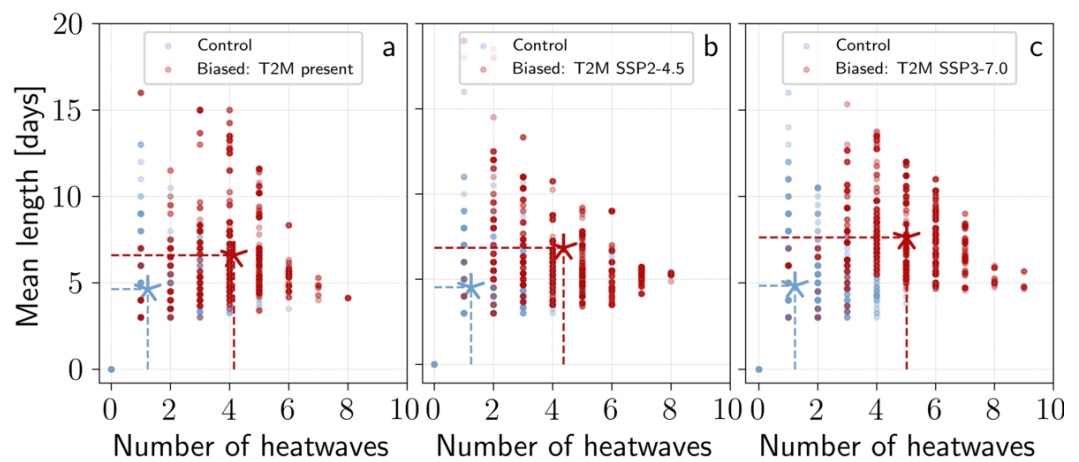 20
15
10
5
0
Mean length [days]
Control
Biased: T2M present
a
0 2 4 6 8 10
Number of heatwaves
Control
Biased: T2M SSP2-4.5
b
0 2 4 6 8 10
Number of heatwaves
Control
Biased: T2M SSP3-7.0
c
0 2 4 6 8 10
Number of heatwaves